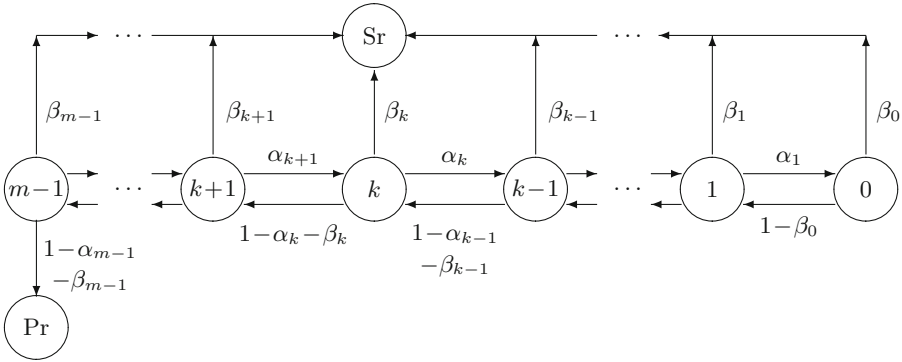 ··· Sr ···
β_{m−1} β_{k+1} β_k β_{k-1} β_1 β_0
α_{k+1} α_k α_1
m−1 ··· k+1 k k-1 ··· 1 0
1−α_{m−1} 1−α_k−β_k 1−α_{k−1} 1−β_0
−β_{m−1} −β_{k−1}
Pr